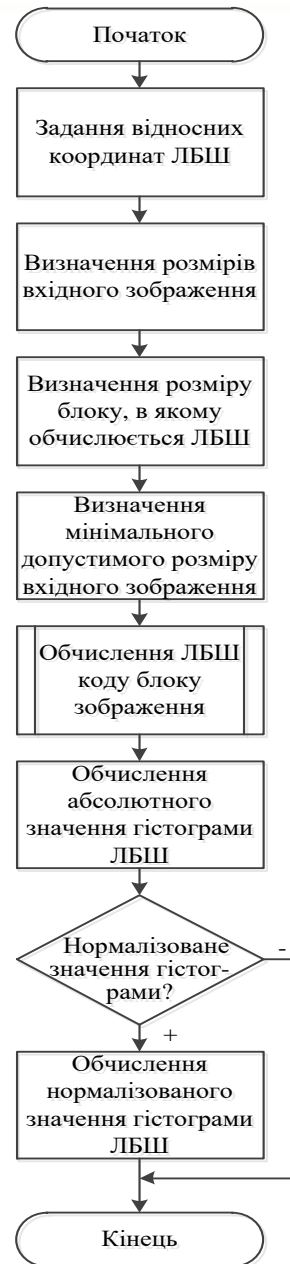 Початок
Задання відносних
координат ЛБШ
Визначення розмірів
вхідного зображення
Визначення розміру
блоку, в якому
обчислюється ЛБШ
Визначення
мінімального
допустимого розміру
вхідного зображення
Обчислення ЛБШ
коду блоку
зображення
Обчислення
абсолютного
значення гістограми
ЛБШ
Нормалізоване
значення гістог-
рами?
-
+
Обчислення
нормалізованого
значення гістограми
ЛБШ
Кінець